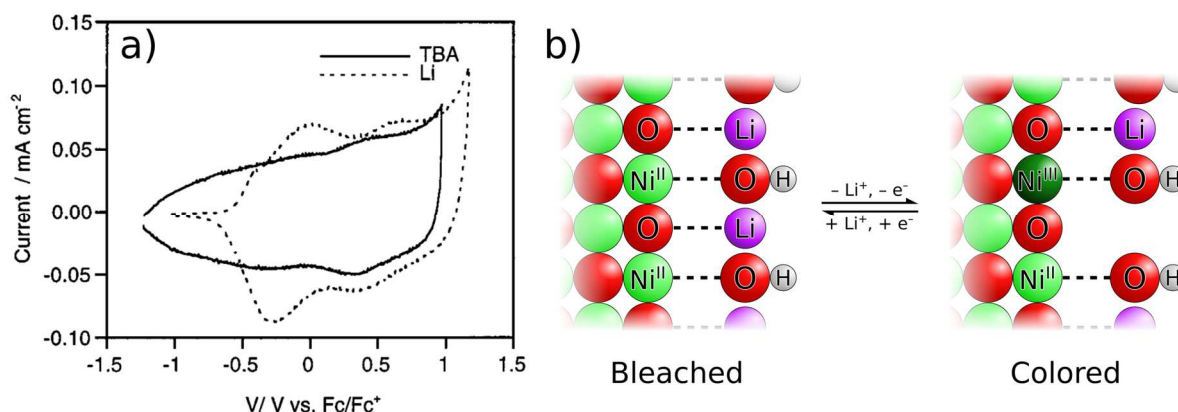 a)
TBA
Li
0.15
0.10
0.05
0.00
-0.05
-0.10
Current / mA cm⁻²
-1.5 -1 -0.5 0 0.5 1 1.5
V/ V vs. Fc/Fc⁺
b)
O Li
Niᴵᴵ O H
O Li
Niᴵᴵ O H
Bleached
– Li⁺, – e⁻
+ Li⁺, + e⁻
O Li
Niᴵᴵᴵ O H
O
Niᴵᴵ O H
Colored